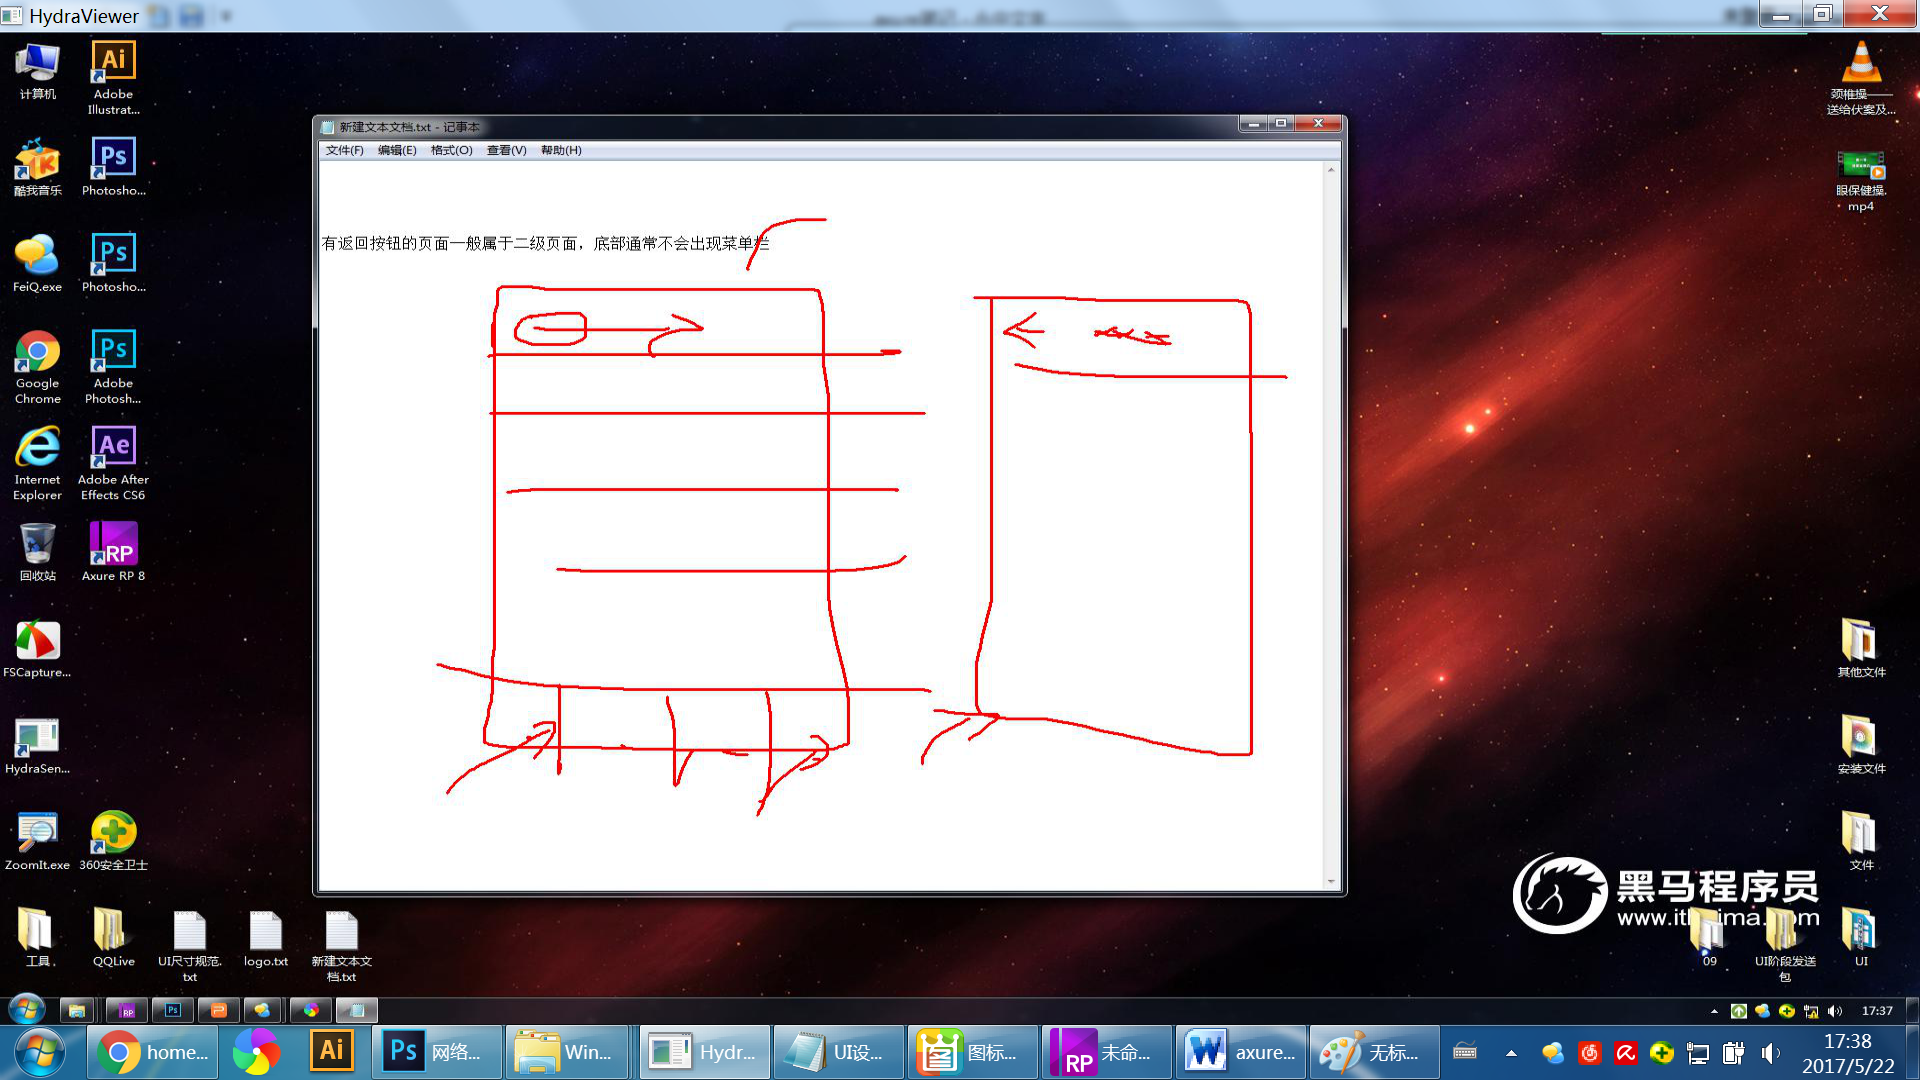 HydraViewer
计算机
Adobe
Illustrat...
酷我音乐
Photosho...
FeiQ.exe
Photosho...
Google
Chrome
Adobe
Photosh...
Internet
Explorer
Adobe After
Effects CS6
回收站
Axure RP 8
FSCapture...
HydraSen...
ZoomIt.exe
360安全卫士
工具
QQLive
UI尺寸规范.
txt
logo.txt
新建文本文
档.txt
新建文本文档.txt - 记事本
文件(F) 编辑(E) 格式(O) 查看(V) 帮助(H)
有返回按钮的页面一般属于二级页面，底部通常不会出现菜单栏
颈椎操——
送给伏案及...
眼保健操.
mp4
其他文件
安装文件
文件
黑马程序员
09
UI阶段发送
包
UI
17:37
home...
Ai
Ps
网络...
Win...
Hydr...
UI设...
图标...
RP
未命...
axure...
无标...
17:38
2017/5/22